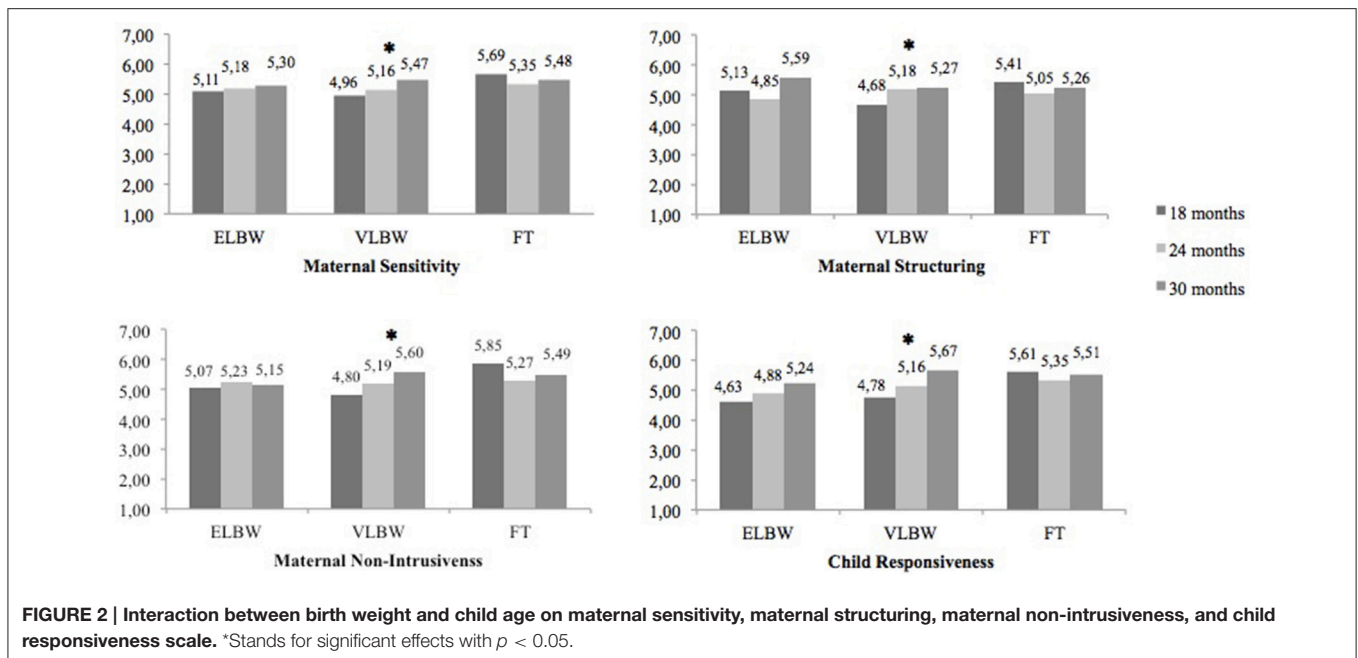 7,00
6,00
5,00
4,00
3,00
2,00
1,00
5,11 5,18 5,30
4,96 5,16 5,47
5,69 5,35 5,48
*
ELBW VLBW FT
Maternal Sensitivity
7,00
6,00
5,00
4,00
3,00
2,00
1,00
5,13 4,85 5,59
4,68 5,18 5,27
5,41 5,05 5,26
*
ELBW VLBW FT
Maternal Structuring
18 months
24 months
30 months
7,00
6,00
5,00
4,00
3,00
2,00
1,00
5,07 5,23 5,15
4,80 5,19 5,60
5,85 5,27 5,49
*
ELBW VLBW FT
Maternal Non-Intrusivenss
7,00
6,00
5,00
4,00
3,00
2,00
1,00
4,63 4,88 5,24
4,78 5,16 5,67
5,61 5,35 5,51
*
ELBW VLBW FT
Child Responsiveness
FIGURE 2 | Interaction between birth weight and child age on maternal sensitivity, maternal structuring, maternal non-intrusiveness, and child
responsiveness scale. *Stands for significant effects with p < 0.05.